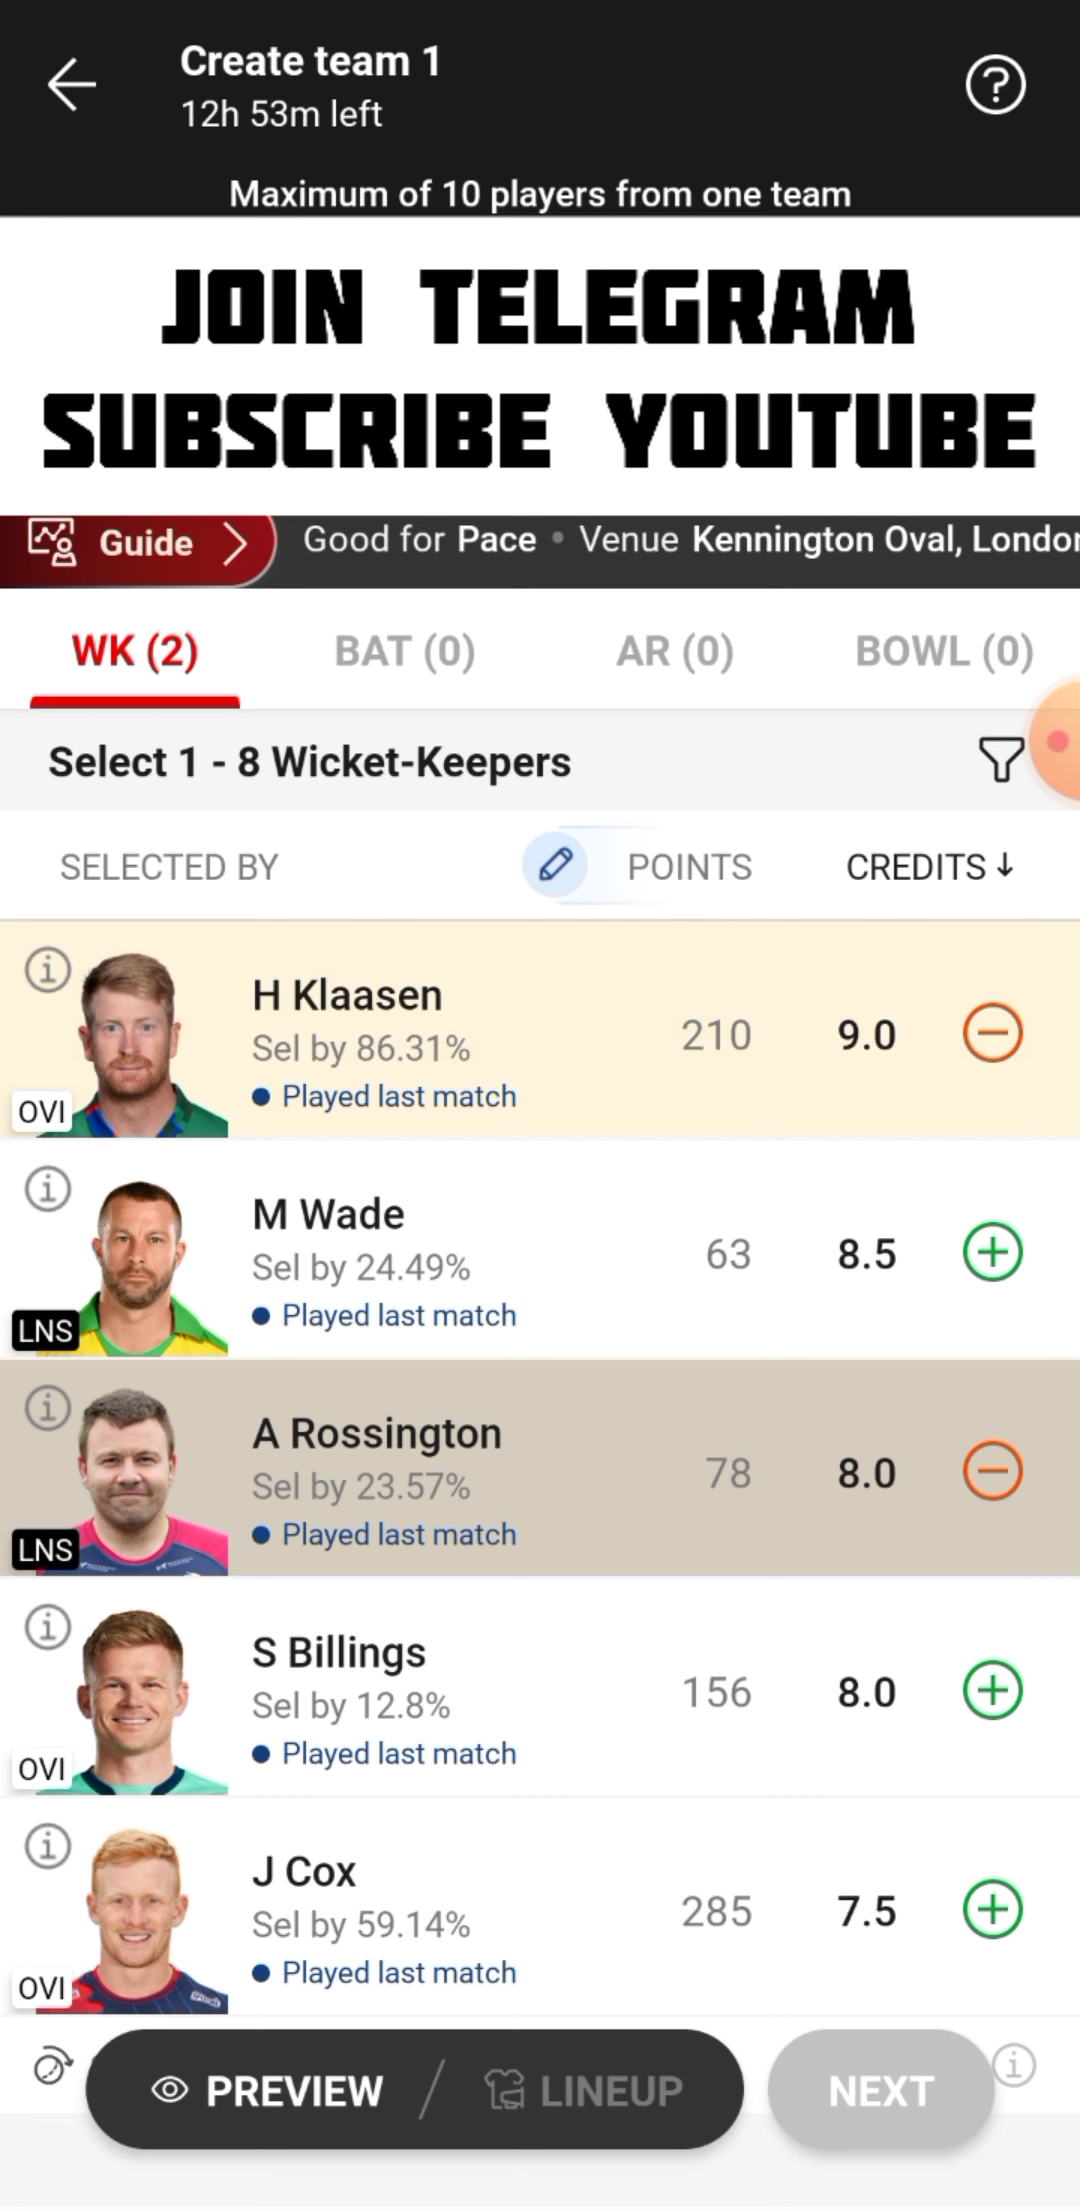 Create team 1
12h 53m left
Maximum of 10 players from one team
JOIN TELEGRAM
SUBSCRIBE YOUTUBE
Guide Good for Pace • Venue Kennington Oval, London
WK (2) BAT (0) AR (0) BOWL (0)
Select 1 - 8 Wicket-Keepers
SELECTED BY POINTS CREDITS ↓
H Klaasen
Sel by 86.31% 210 9.0
OVI • Played last match
M Wade
Sel by 24.49% 63 8.5
LNS • Played last match
A Rossington
Sel by 23.57% 78 8.0
LNS • Played last match
S Billings
Sel by 12.8% 156 8.0
OVI • Played last match
J Cox
Sel by 59.14% 285 7.5
OVI • Played last match
PREVIEW / LINEUP NEXT